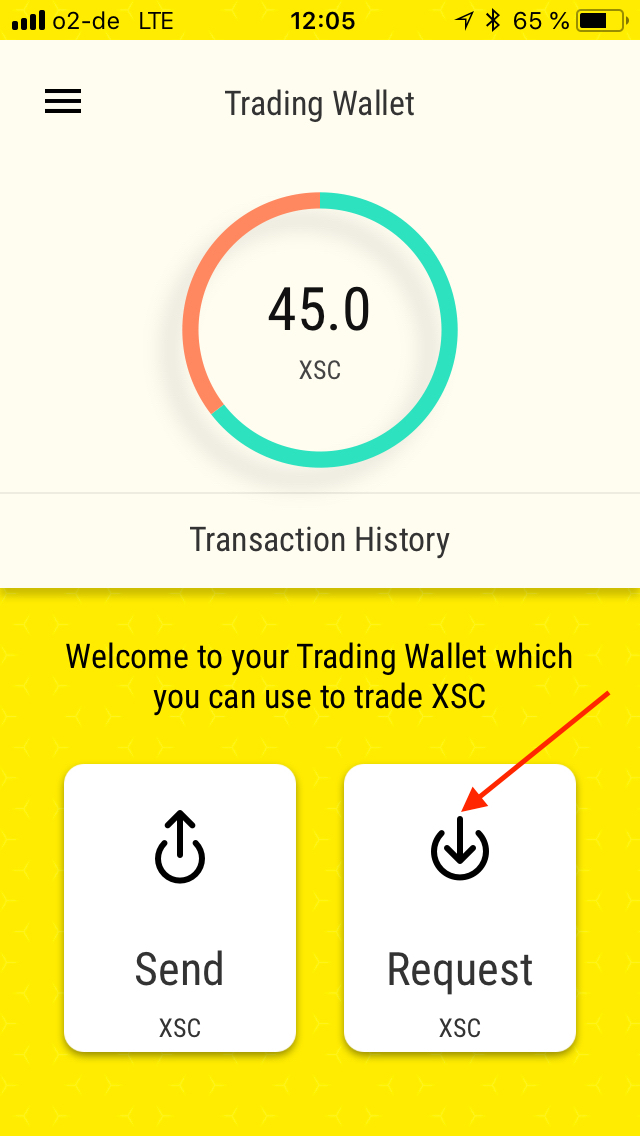 o2-de LTE 12:05 65 %
Trading Wallet
45.0
XSC
Transaction History
Welcome to your Trading Wallet which
you can use to trade XSC
Send
XSC
Request
XSC